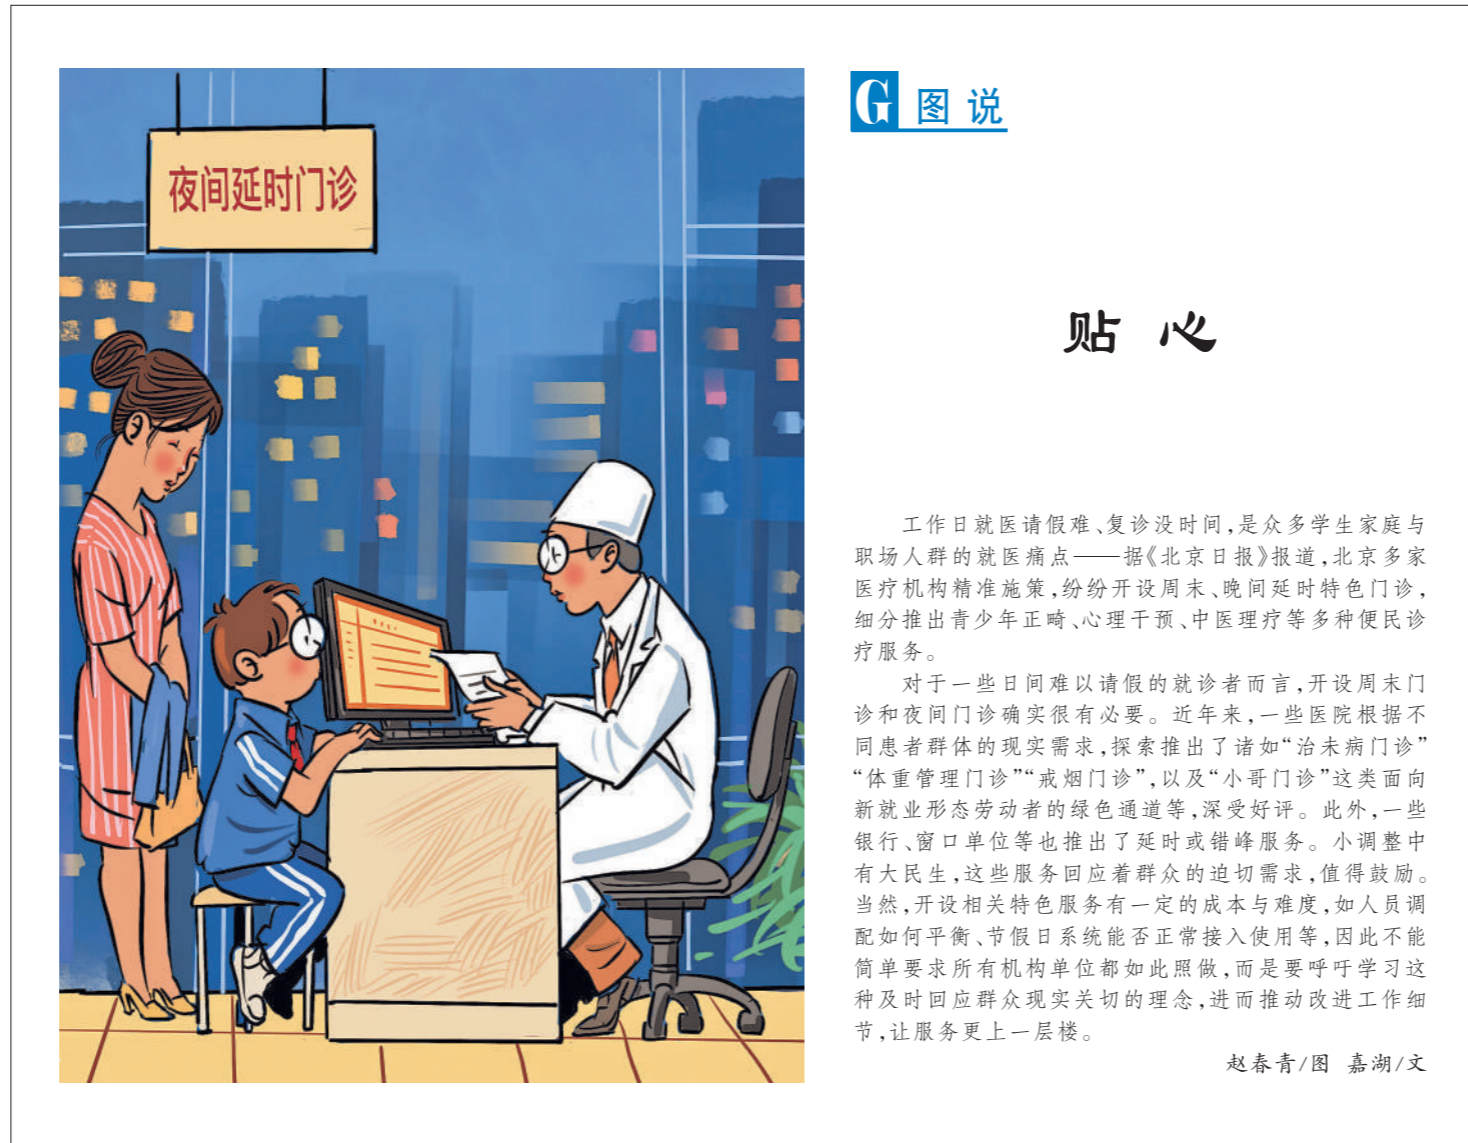 夜间延时门诊
G 图说
贴心
工作日就医请假难、复诊没时间,是众多学生家庭与
职场人群的就医痛点——据《北京日报》报道,北京多家
医疗机构精准施策,纷纷开设周末、晚间延时特色门诊,
细分推出青少年正畸、心理干预、中医理疗等多种便民诊
疗服务。
对于一些日间难以请假的就诊者而言,开设周末门
诊和夜间门诊确实很有必要。近年来,一些医院根据不
同患者群体的现实需求,探索推出了诸如“治未病门诊”
“体重管理门诊”“戒烟门诊”,以及“小哥门诊”这类面向
新就业形态劳动者的绿色通道等,深受好评。此外,一些
银行、窗口单位等也推出了延时或错峰服务。小调整中
有大民生,这些服务回应着群众的迫切需求,值得鼓励。
当然,开设相关特色服务有一定的成本与难度,如人员调
配如何平衡、节假日系统能否正常接入使用等,因此不能
简单要求所有机构单位都如此照做,而是要呼吁学习这
种及时回应群众现实关切的理念,进而推动改进工作细
节,让服务更上一层楼。
赵春青/图 嘉湖/文